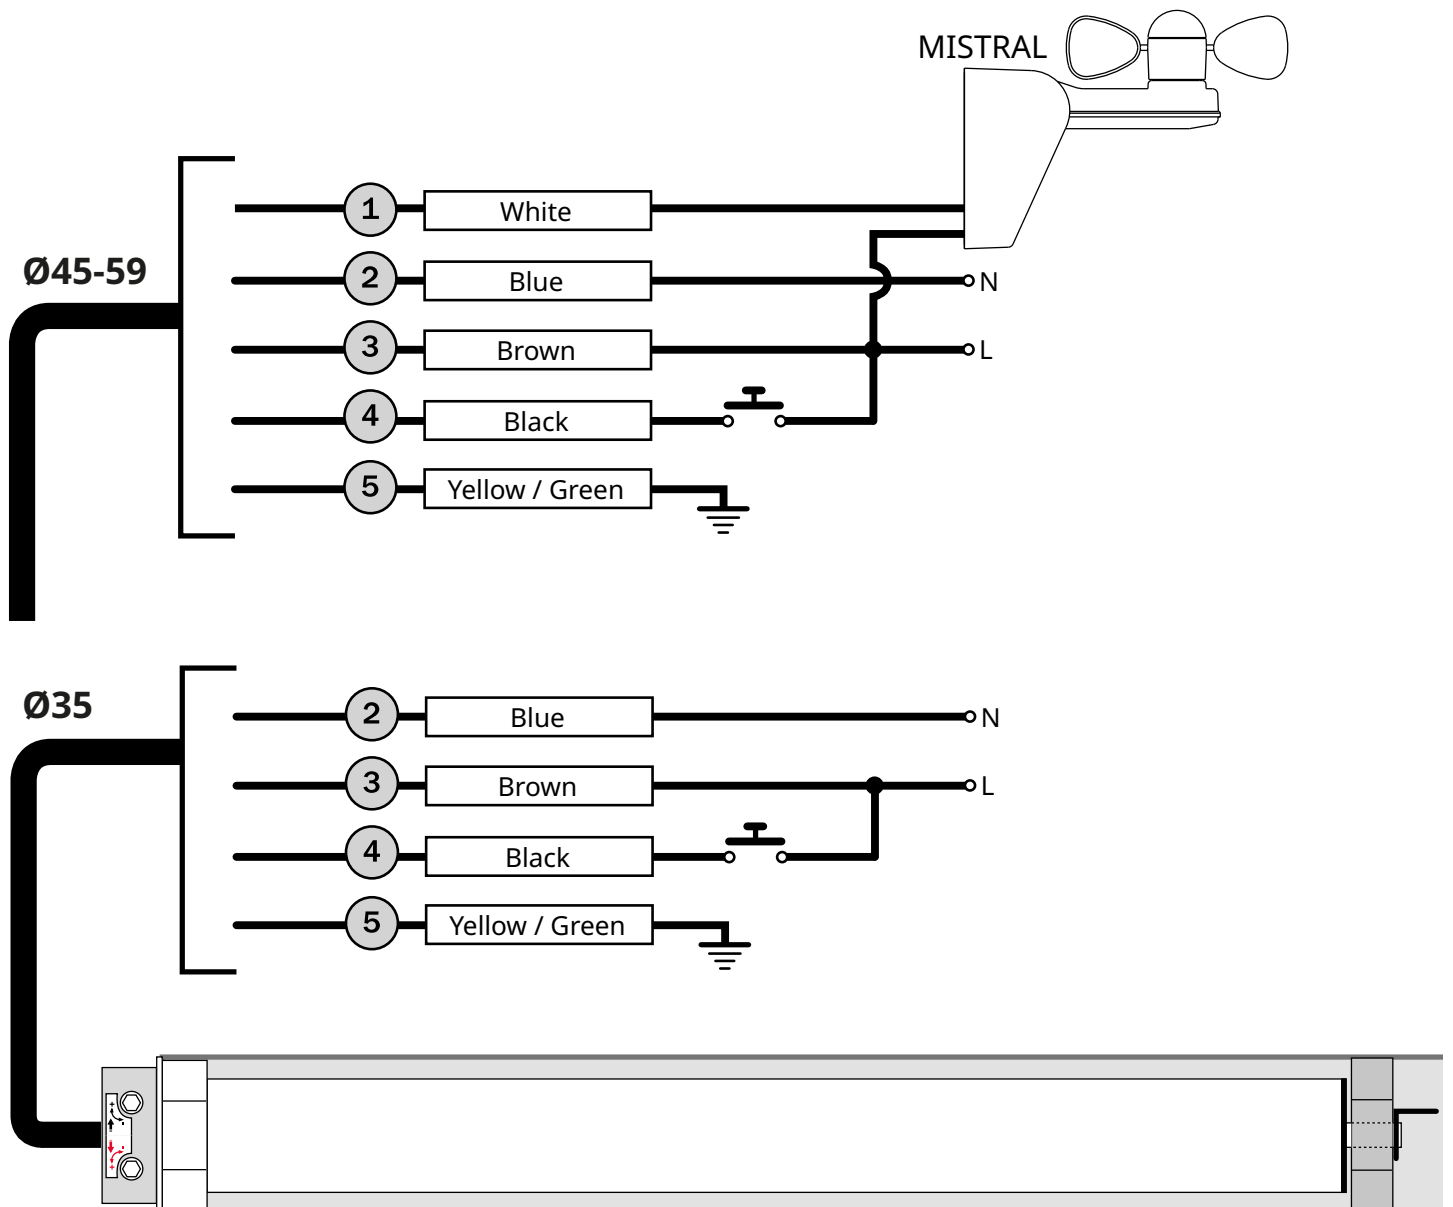 MISTRAL
Ø45-59
1 White
2 Blue N
3 Brown L
4 Black
5 Yellow / Green
Ø35
2 Blue N
3 Brown L
4 Black
5 Yellow / Green